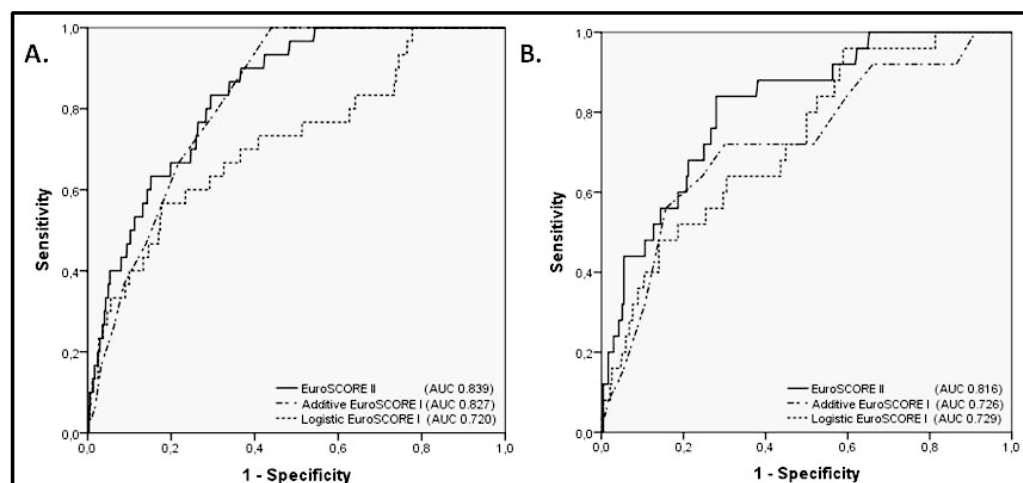 A.
1,0
0,8
0,6
0,4
0,2
0,0
Sensitivity
EuroSCORE II (AUC 0.839)
Additive EuroSCORE I (AUC 0.827)
Logistic EuroSCORE I (AUC 0.720)
0,0 0,2 0,4 0,6 0,8 1,0
1 - Specificity
B.
1,0
0,8
0,6
0,4
0,2
0,0
Sensitivity
EuroSCORE II (AUC 0.816)
Additive EuroSCORE I (AUC 0.726)
Logistic EuroSCORE I (AUC 0.729)
0,0 0,2 0,4 0,6 0,8 1,0
1 - Specificity